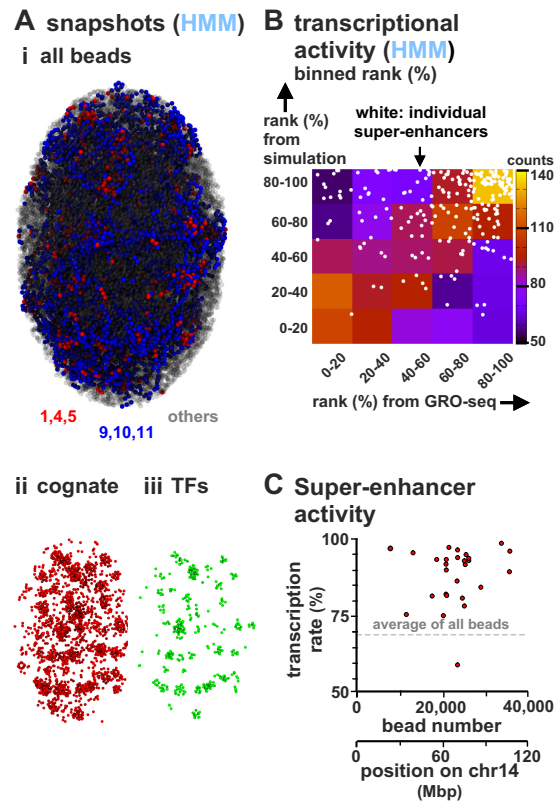 A snapshots (HMM)
i all beads
1,4,5
others
9,10,11
ii cognate
iii TFs
B transcriptional
activity (HMM)
binned rank (%)
rank (%)
from
simulation
white: individual
super-enhancers
counts
80-100
60-80
40-60
20-40
0-20
140
110
80
50
0-20
20-40
40-60
60-80
80-100
rank (%) from GRO-seq
C Super-enhancer
activity
transcription
rate (%)
100
75
50
average of all beads
0
20,000
40,000
bead number
0
60
120
position on chr14
(Mbp)